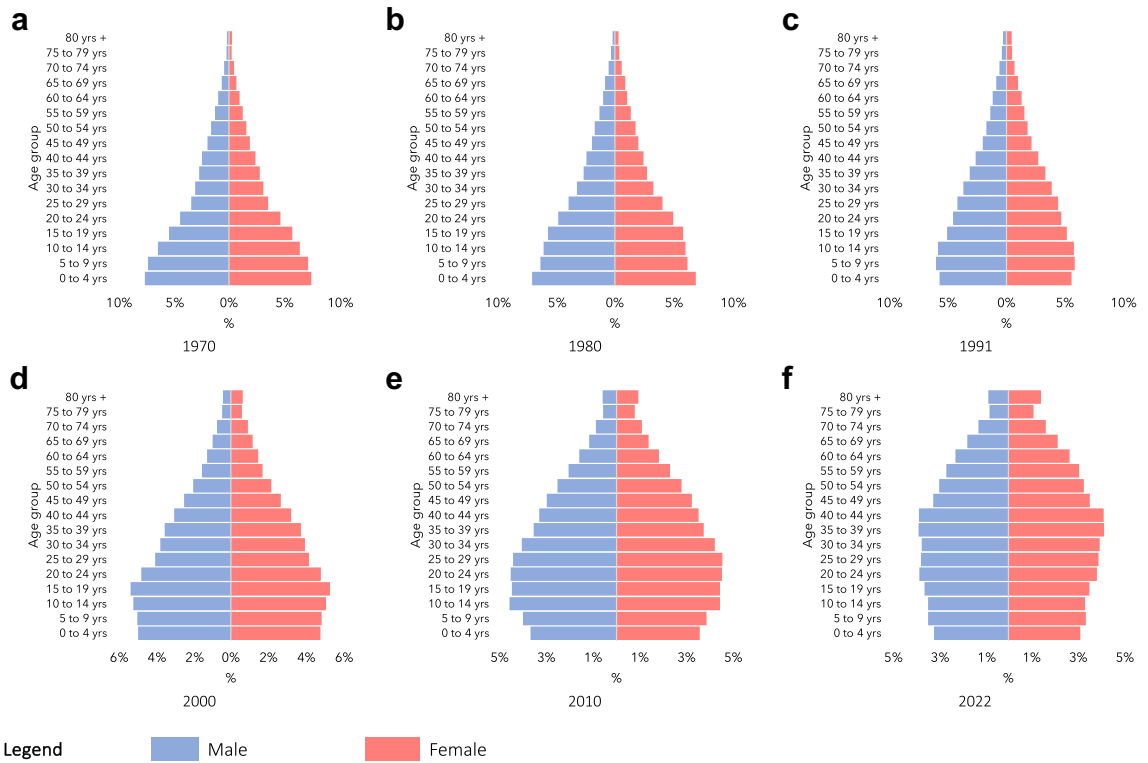 a
Age group
80 yrs +
75 to 79 yrs
70 to 74 yrs
65 to 69 yrs
60 to 64 yrs
55 to 59 yrs
50 to 54 yrs
45 to 49 yrs
40 to 44 yrs
35 to 39 yrs
30 to 34 yrs
25 to 29 yrs
20 to 24 yrs
15 to 19 yrs
10 to 14 yrs
5 to 9 yrs
0 to 4 yrs
10% 5% 0% 5% 10%
%
1970
b
Age group
80 yrs +
75 to 79 yrs
70 to 74 yrs
65 to 69 yrs
60 to 64 yrs
55 to 59 yrs
50 to 54 yrs
45 to 49 yrs
40 to 44 yrs
35 to 39 yrs
30 to 34 yrs
25 to 29 yrs
20 to 24 yrs
15 to 19 yrs
10 to 14 yrs
5 to 9 yrs
0 to 4 yrs
10% 5% 0% 5% 10%
%
1980
c
Age group
80 yrs +
75 to 79 yrs
70 to 74 yrs
65 to 69 yrs
60 to 64 yrs
55 to 59 yrs
50 to 54 yrs
45 to 49 yrs
40 to 44 yrs
35 to 39 yrs
30 to 34 yrs
25 to 29 yrs
20 to 24 yrs
15 to 19 yrs
10 to 14 yrs
5 to 9 yrs
0 to 4 yrs
10% 5% 0% 5% 10%
%
1991
d
Age group
80 yrs +
75 to 79 yrs
70 to 74 yrs
65 to 69 yrs
60 to 64 yrs
55 to 59 yrs
50 to 54 yrs
45 to 49 yrs
40 to 44 yrs
35 to 39 yrs
30 to 34 yrs
25 to 29 yrs
20 to 24 yrs
15 to 19 yrs
10 to 14 yrs
5 to 9 yrs
0 to 4 yrs
6% 4% 2% 0% 2% 4% 6%
%
2000
e
Age group
80 yrs +
75 to 79 yrs
70 to 74 yrs
65 to 69 yrs
60 to 64 yrs
55 to 59 yrs
50 to 54 yrs
45 to 49 yrs
40 to 44 yrs
35 to 39 yrs
30 to 34 yrs
25 to 29 yrs
20 to 24 yrs
15 to 19 yrs
10 to 14 yrs
5 to 9 yrs
0 to 4 yrs
5% 3% 1% 1% 3% 5%
%
2010
f
Age group
80 yrs +
75 to 79 yrs
70 to 74 yrs
65 to 69 yrs
60 to 64 yrs
55 to 59 yrs
50 to 54 yrs
45 to 49 yrs
40 to 44 yrs
35 to 39 yrs
30 to 34 yrs
25 to 29 yrs
20 to 24 yrs
15 to 19 yrs
10 to 14 yrs
5 to 9 yrs
0 to 4 yrs
5% 3% 1% 1% 3% 5%
%
2022
Legend Male Female